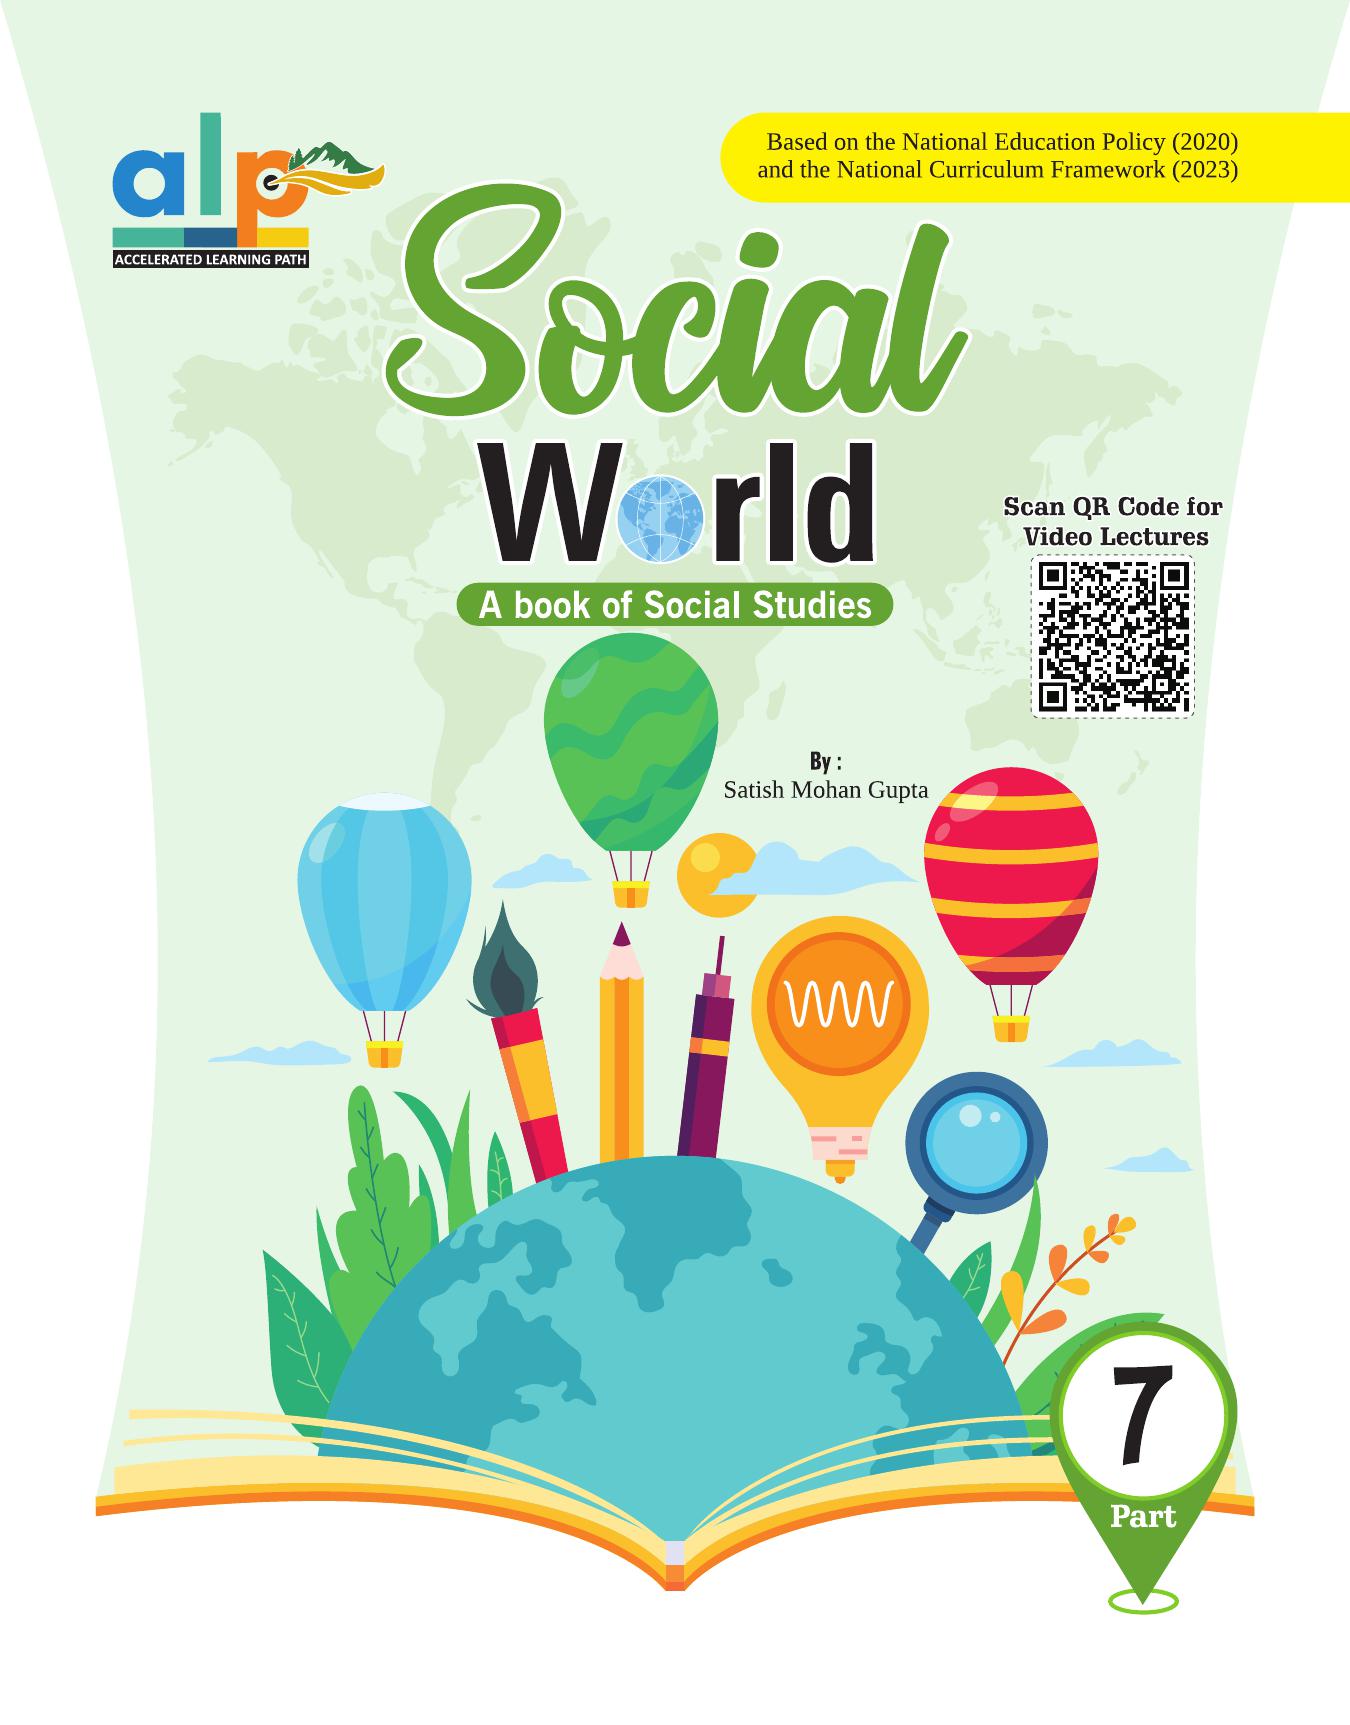 alp
ACCELERATED LEARNING PATH
Based on the National Education Policy (2020)
and the National Curriculum Framework (2023)
Social
World
A book of Social Studies
Scan QR Code for
Video Lectures
By :
Satish Mohan Gupta
7
Part